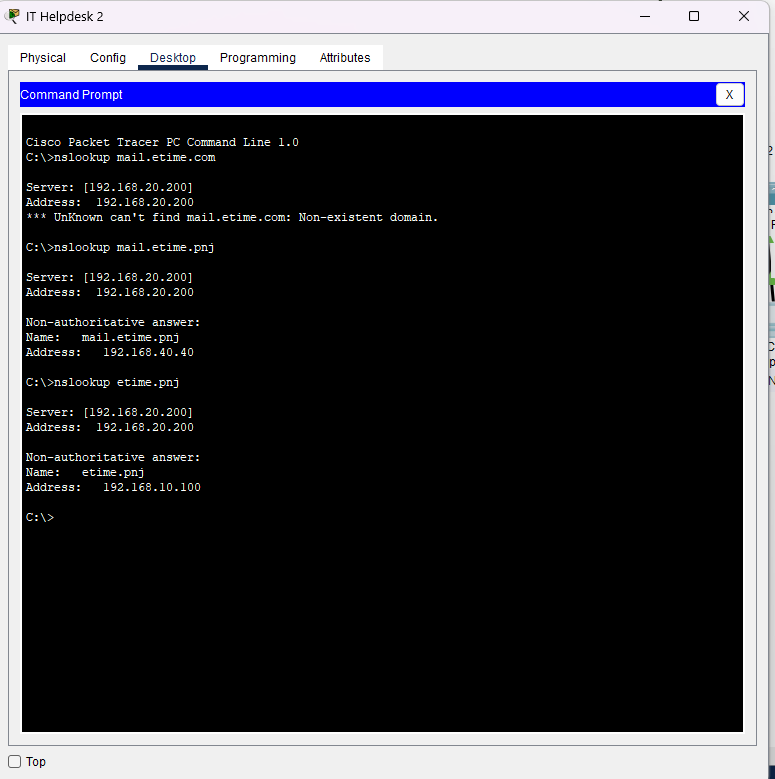 IT Helpdesk 2
Physical Config Desktop Programming Attributes
Command Prompt X
Cisco Packet Tracer PC Command Line 1.0
C:\>nslookup mail.etime.com
Server: [192.168.20.200]
Address:  192.168.20.200
*** UnKnown can't find mail.etime.com: Non-existent domain.
C:\>nslookup mail.etime.pnj
Server: [192.168.20.200]
Address:  192.168.20.200
Non-authoritative answer:
Name:   mail.etime.pnj
Address:   192.168.40.40
C:\>nslookup etime.pnj
Server: [192.168.20.200]
Address:  192.168.20.200
Non-authoritative answer:
Name:   etime.pnj
Address:   192.168.10.100
C:\>
Top